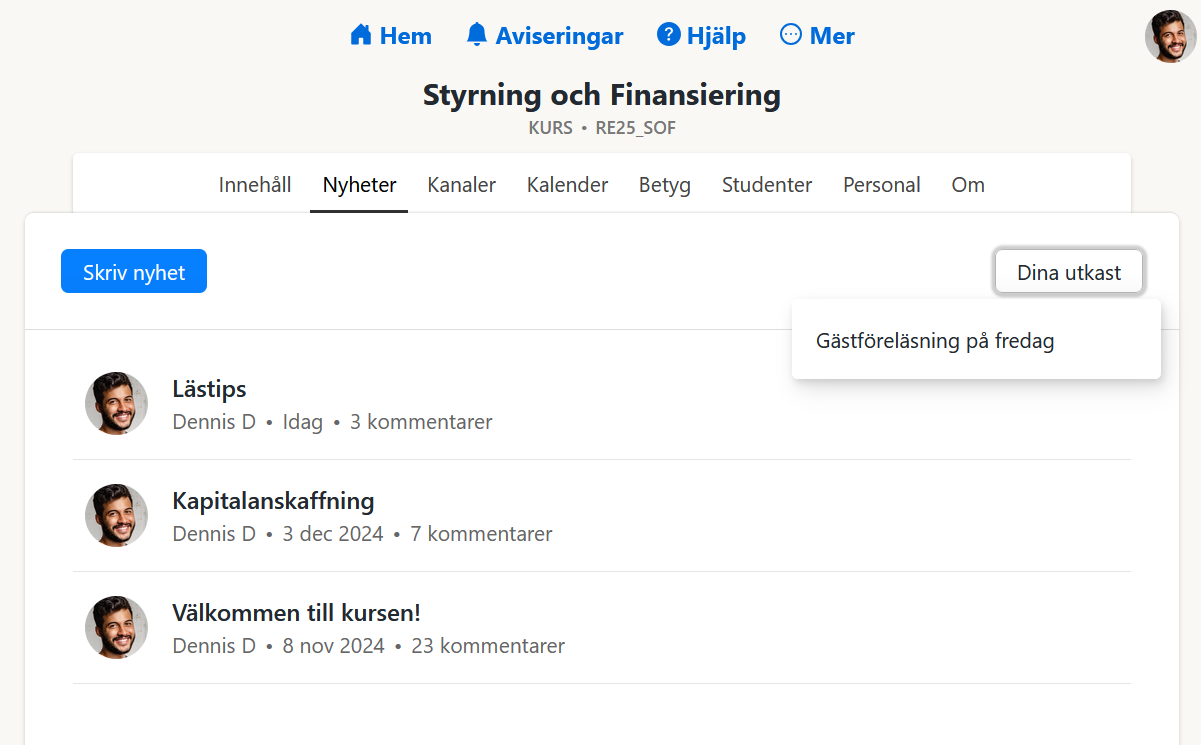 Hem Aviseringar Hjälp Mer
Styrning och Finansiering
KURS • RE25_SOF
Innehåll Nyheter Kanaler Kalender Betyg Studenter Personal Om
Skriv nyhet Dina utkast
Gästföreläsning på fredag
Lästips
Dennis D • Idag • 3 kommentarer
Kapitalanskaffning
Dennis D • 3 dec 2024 • 7 kommentarer
Välkommen till kursen!
Dennis D • 8 nov 2024 • 23 kommentarer